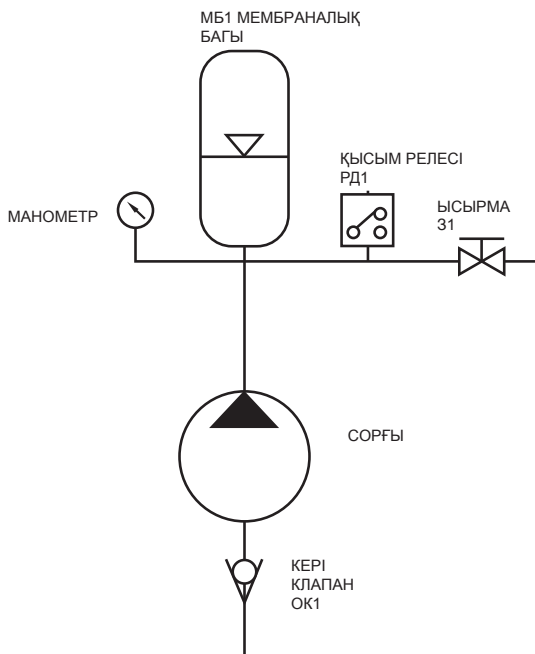 МБ1 МЕМБРАНАЛЫҚ
БАГЫ
ҚЫСЫМ РЕЛЕСІ
РД1
МАНОМЕТР
ЫСЫРМА
З1
СОРҒЫ
КЕРІ
КЛАПАН
ОК1